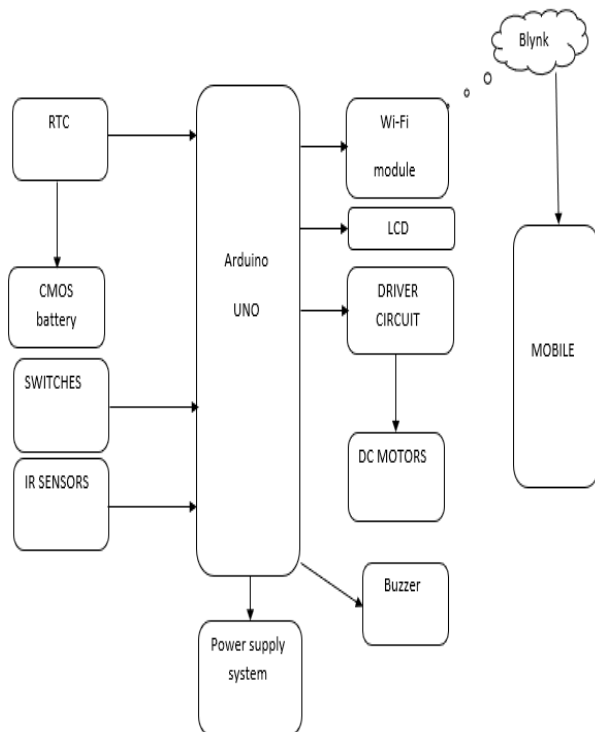 Blynk
RTC
Wi-Fi
module
LCD
Arduino
UNO
CMOS
battery
DRIVER
CIRCUIT
MOBILE
SWITCHES
DC MOTORS
IR SENSORS
Buzzer
Power supply
system